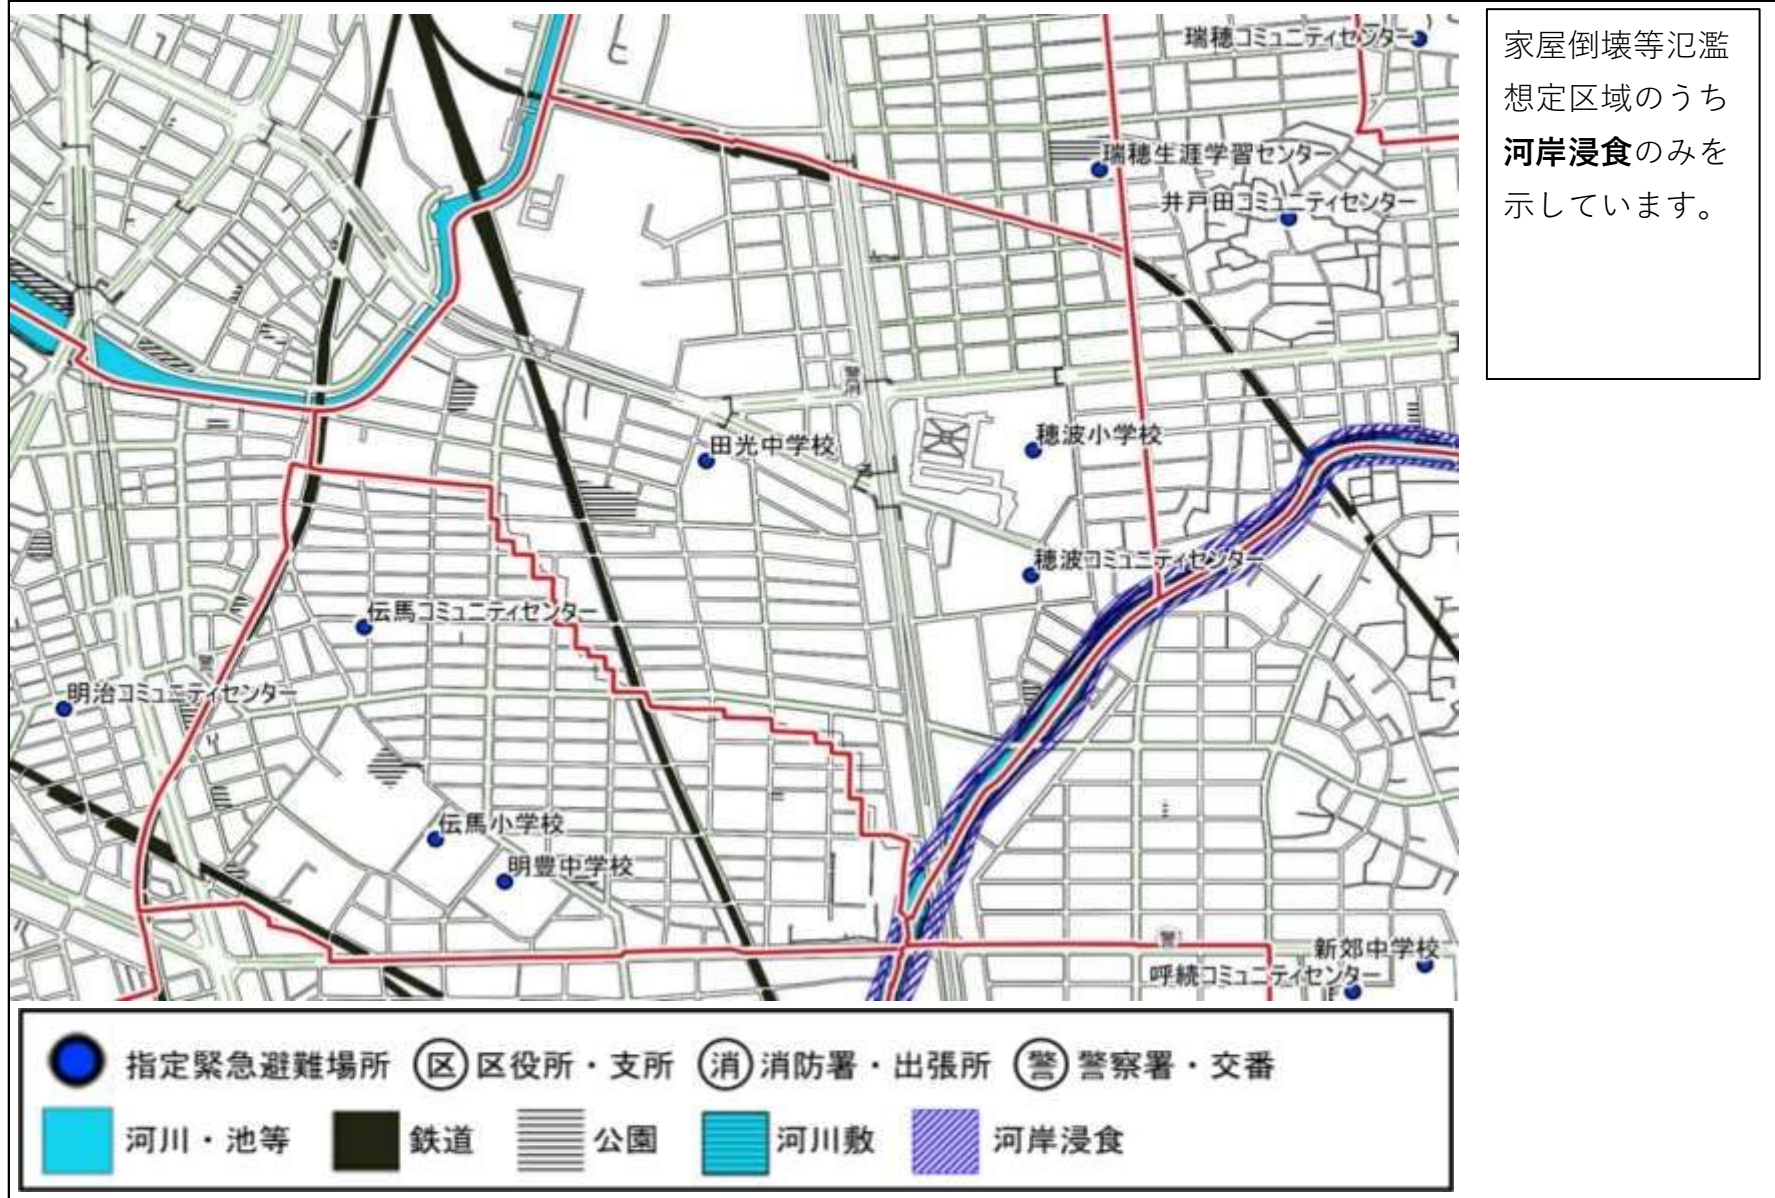 瑞穂コミュニティセンター
家屋倒壊等氾濫
想定区域のうち
河岸浸食のみを
示しています。
瑞穂生涯学習センター
井戸田コミュニティセンター
警
消
田光中学校
穂波小学校
穂波コミュニティセンター
伝馬コミュニティセンター
警
明治コミュニティセンター
伝馬小学校
明豊中学校
警
新郊中学校
呼続コミュニティセンター
指定緊急避難場所 区 区役所・支所 消 消防署・出張所 警 警察署・交番
河川・池等 鉄道 公園 河川敷 河岸浸食